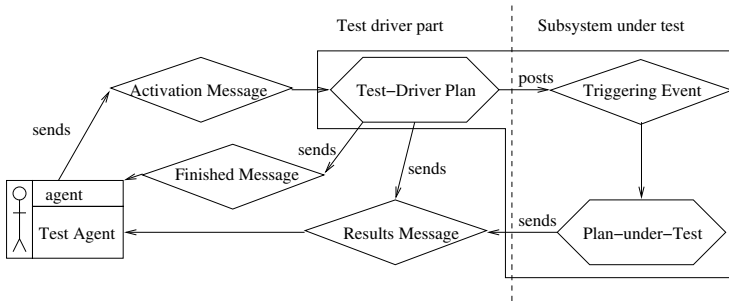 Test driver part
Subsystem under test
Activation Message
Test−Driver Plan
posts
Triggering Event
sends
sends
Finished Message
sends
agent
Test Agent
Results Message
sends
Plan−under−Test